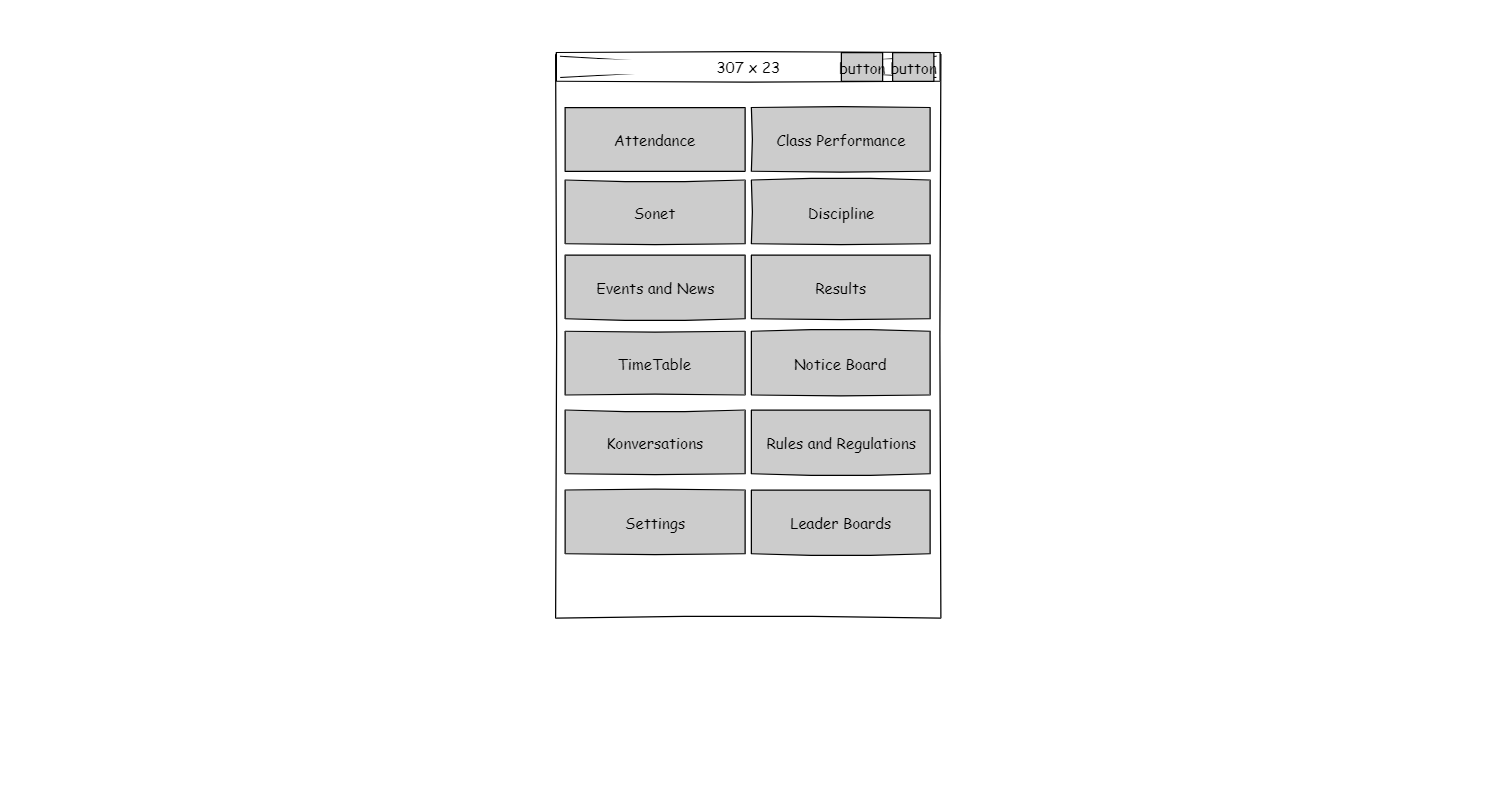 307 x 23
button button
Attendance
Class Performance
Sonet
Discipline
Events and News
Results
TimeTable
Notice Board
Konversations
Rules and Regulations
Settings
Leader Boards